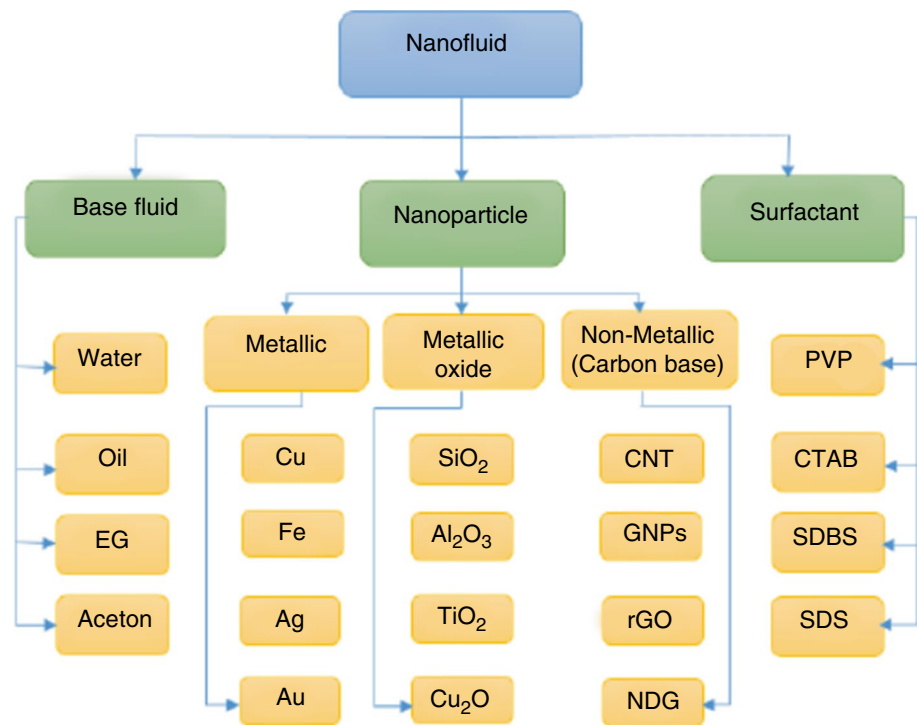 Nanofluid
Base fluid
Nanoparticle
Surfactant
Water
Oil
EG
Aceton
Metallic
Cu
Fe
Ag
Au
Metallic
oxide
SiO₂
Al₂O₃
TiO₂
Cu₂O
Non-Metallic
(Carbon base)
CNT
GNPs
rGO
NDG
PVP
CTAB
SDBS
SDS